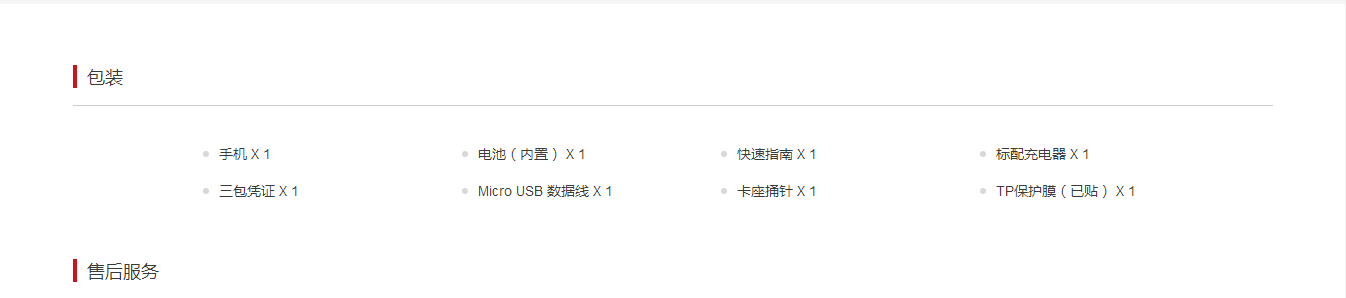 包装
手机 X 1 电池（内置） X 1 快速指南 X 1 标配充电器 X 1
三包凭证 X 1 Micro USB 数据线 X 1 卡座捅针 X 1 TP保护膜（已贴） X 1
售后服务